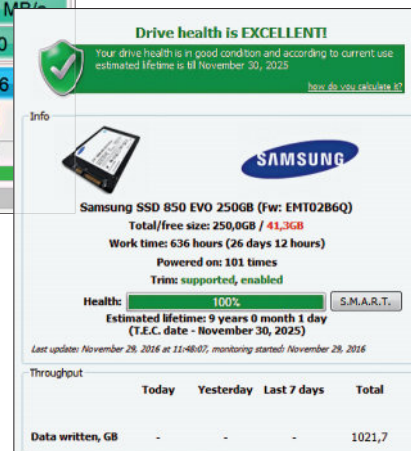 MB/s
0
6
Drive health is EXCELLENT!
Your drive health is in good condition and according to current use
estimated lifetime is till November 30, 2025
how do you calculate it?
Info
SAMSUNG
Samsung SSD 850 EVO 250GB (Fw: EMT02B6Q)
Total/free size: 250,0GB / 41,3GB
Work time: 636 hours (26 days 12 hours)
Powered on: 101 times
Trim: supported, enabled
Health: 100% S.M.A.R.T.
Estimated lifetime: 9 years 0 month 1 day
(T.E.C. date - November 30, 2025)
Last update: November 29, 2016 at 11:48:07, monitoring started: November 29, 2016
Throughput
Today Yesterday Last 7 days Total
Data written, GB - - - 1021,7